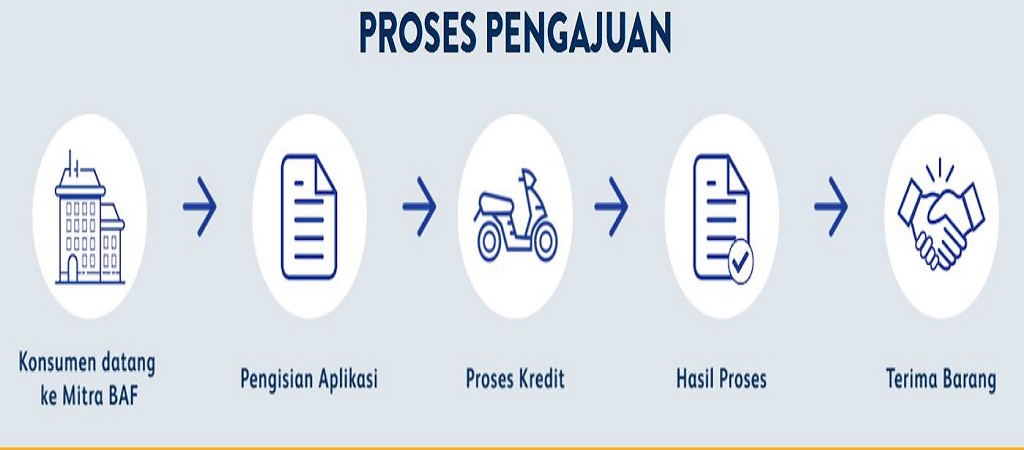 PROSES PENGAJUAN
Konsumen datang
ke Mitra BAF
Pengisian Aplikasi
Proses Kredit
Hasil Proses
Terima Barang